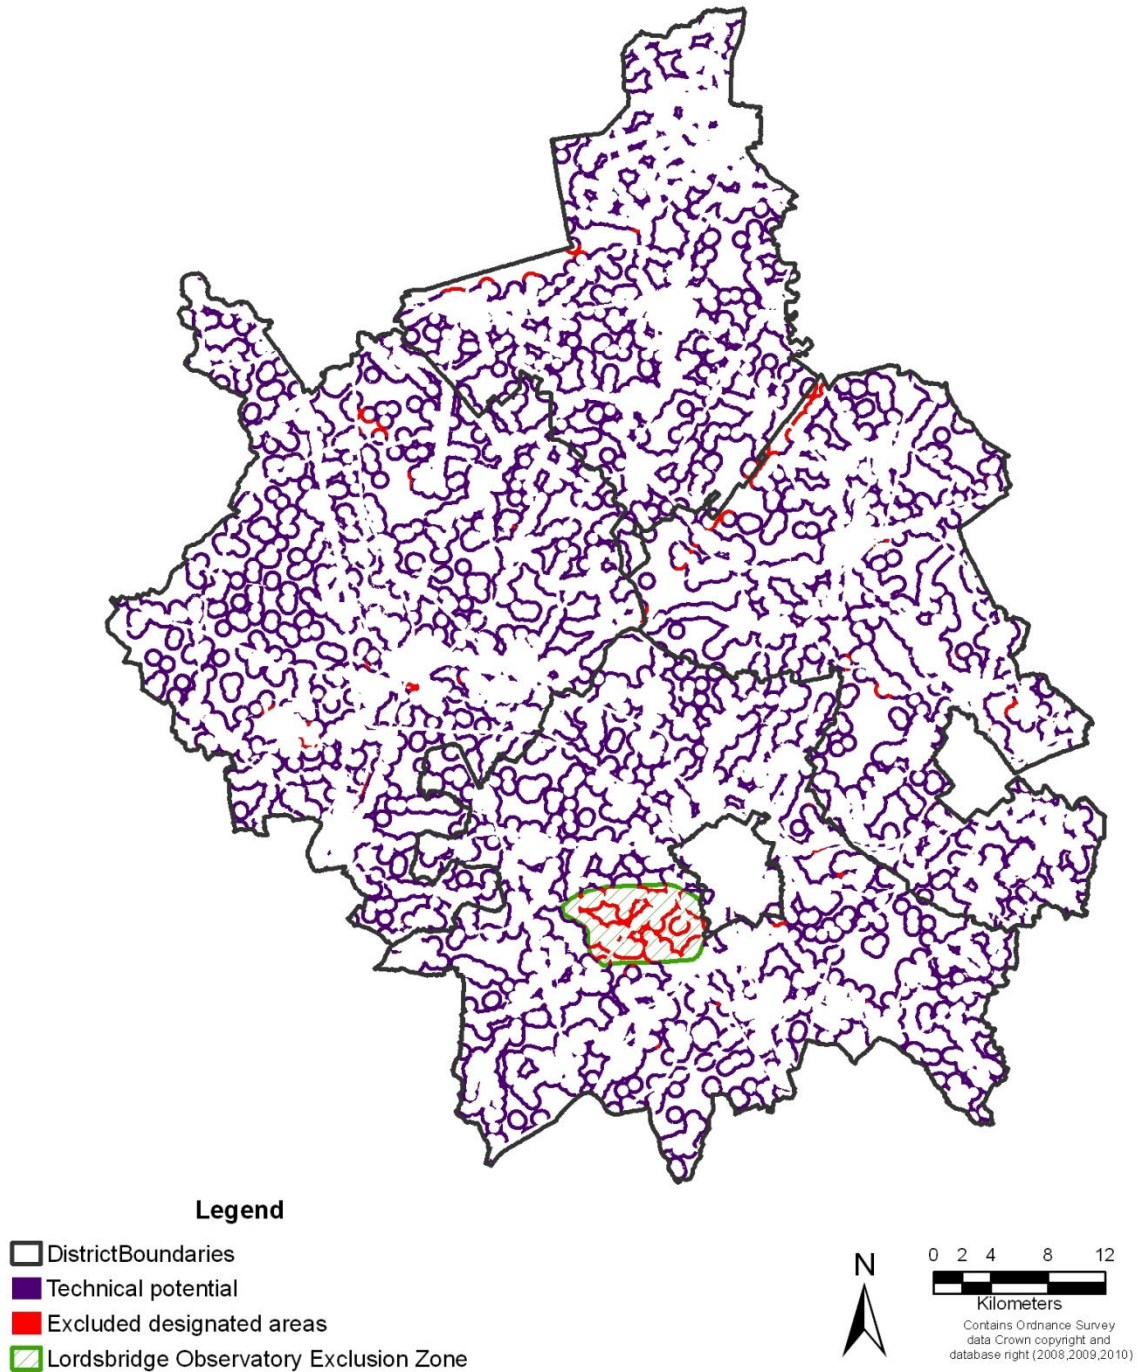 Legend
DistrictBoundaries
Technical potential
Excluded designated areas
Lordsbridge Observatory Exclusion Zone
N
0 2 4 8 12
Kilometers
Contains Ordnance Survey
data Crown copyright and
database right (2008,2009,2010)